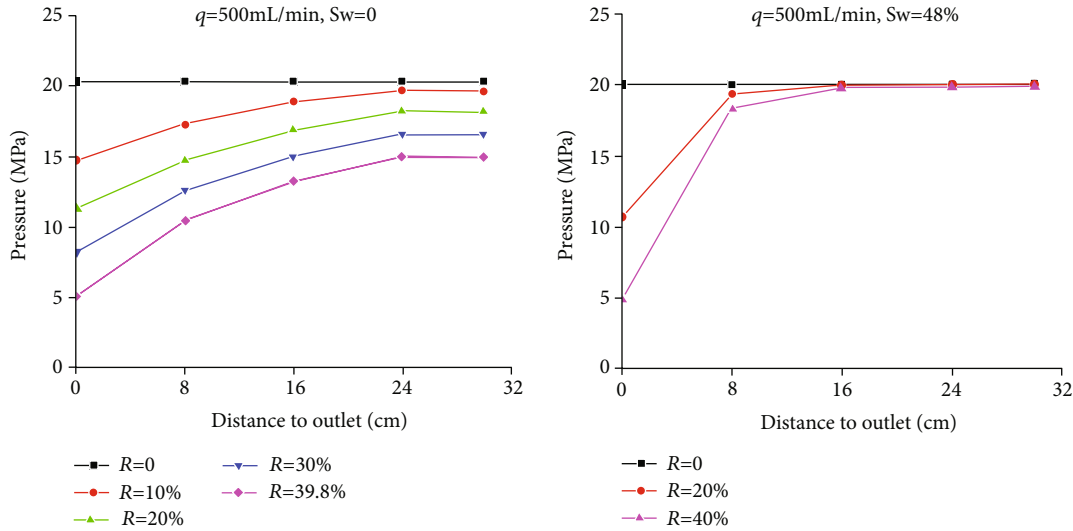 q=500mL/min, Sw=0
25
20
15
10
5
0
Pressure (MPa)
0 8 16 24 32
Distance to outlet (cm)
R=0
R=10%
R=20%
R=30%
R=39.8%
q=500mL/min, Sw=48%
25
20
15
10
5
0
Pressure (MPa)
0 8 16 24 32
Distance to outlet (cm)
R=0
R=20%
R=40%